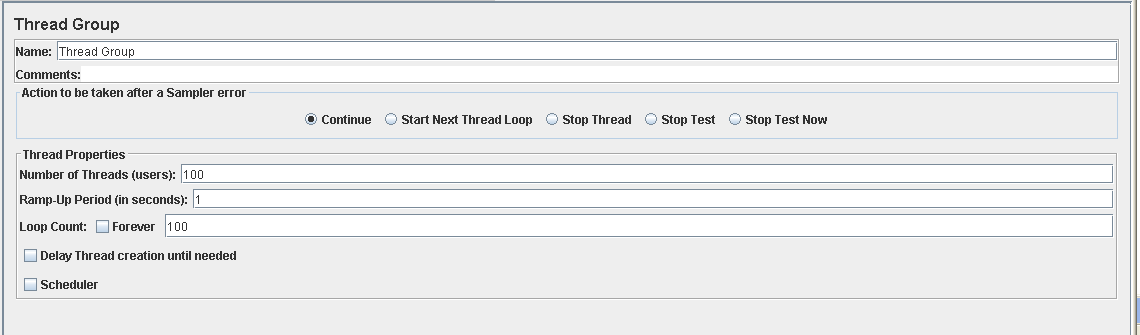 Thread Group
Name: Thread Group
Comments:
Action to be taken after a Sampler error
Continue Start Next Thread Loop Stop Thread Stop Test Stop Test Now
Thread Properties
Number of Threads (users): 100
Ramp-Up Period (in seconds): 1
Loop Count: Forever 100
Delay Thread creation until needed
Scheduler